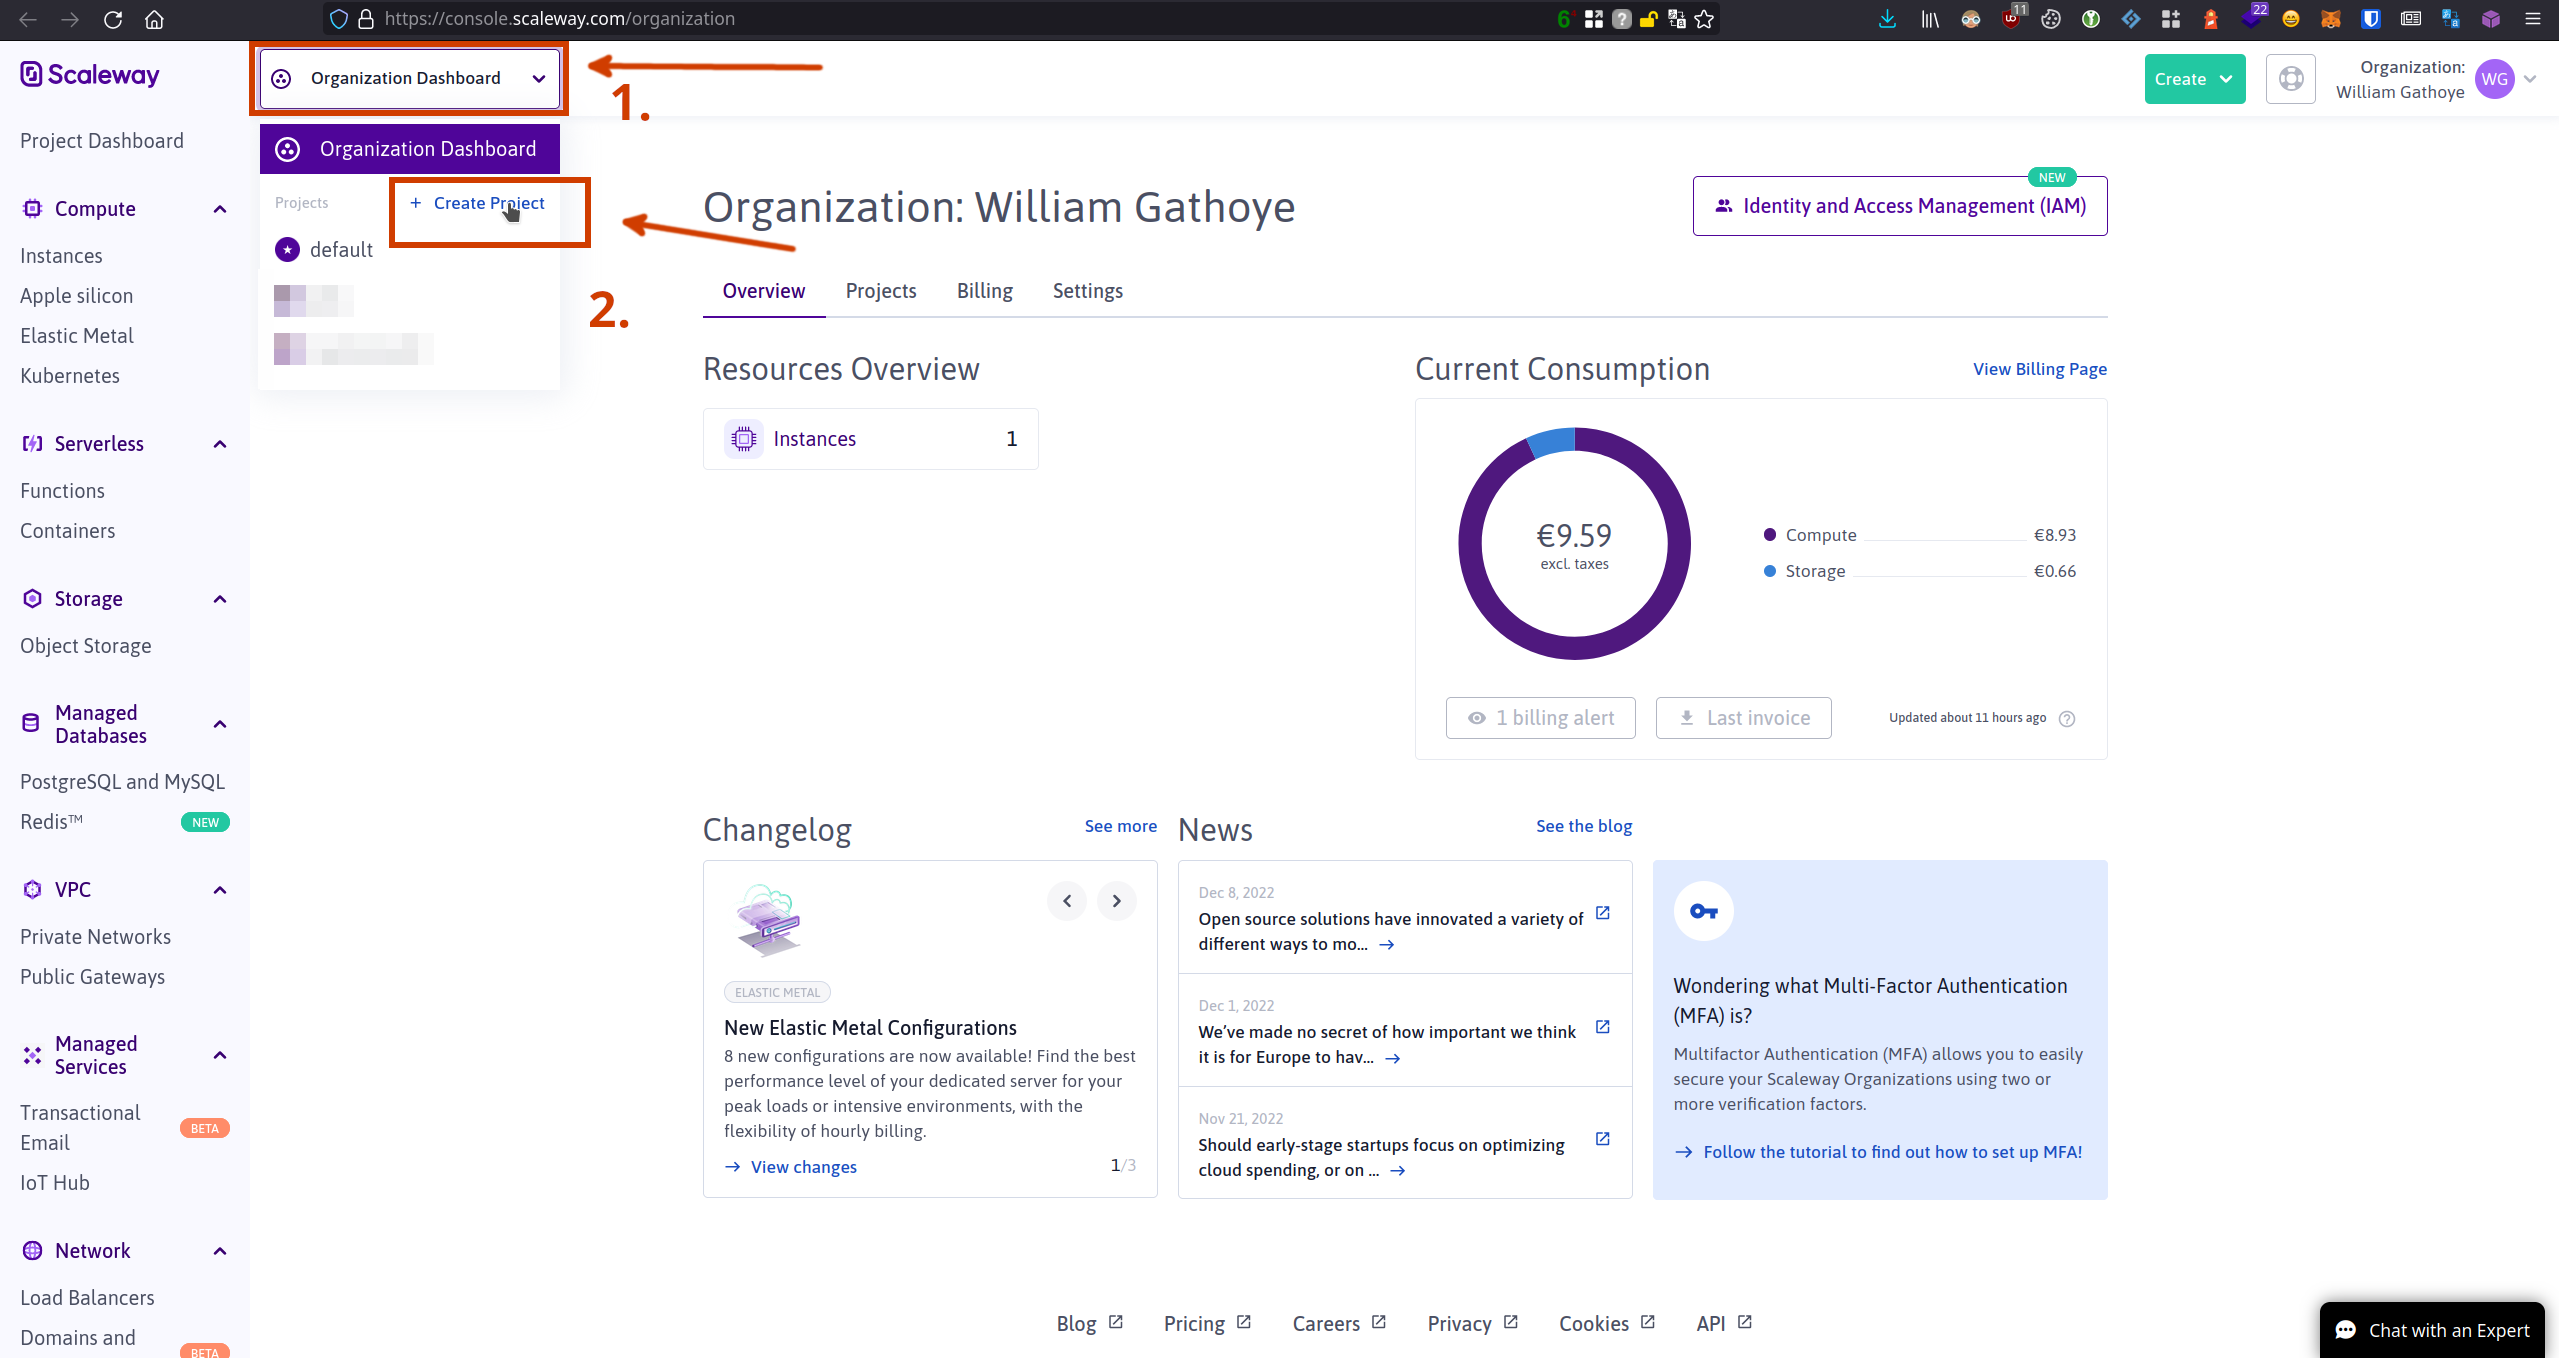 https://console.scaleway.com/organization
6
11
22
Scaleway
Organization Dashboard
1.
Create
Organization:
William Gathoye
WG
Project Dashboard
Organization Dashboard
Projects
+ Create Project
default
2.
Compute
Instances
Apple silicon
Elastic Metal
Kubernetes
Serverless
Functions
Containers
Storage
Object Storage
Managed
Databases
PostgreSQL and MySQL
Redis™ NEW
VPC
Private Networks
Public Gateways
Managed
Services
Transactional
Email
BETA
IoT Hub
Network
Load Balancers
Domains and
BETA
Organization: William Gathoye
NEW
Identity and Access Management (IAM)
Overview Projects Billing Settings
Resources Overview
Instances 1
Current Consumption
View Billing Page
€9.59
excl. taxes
Compute €8.93
Storage €0.66
1 billing alert
Last invoice
Updated about 11 hours ago
Changelog
See more
ELASTIC METAL
New Elastic Metal Configurations
8 new configurations are now available! Find the best
performance level of your dedicated server for your
peak loads or intensive environments, with the
flexibility of hourly billing.
→ View changes
1/3
News
See the blog
Dec 8, 2022
Open source solutions have innovated a variety of
different ways to mo... →
Dec 1, 2022
We've made no secret of how important we think
it is for Europe to hav... →
Nov 21, 2022
Should early-stage startups focus on optimizing
cloud spending, or on ... →
Wondering what Multi-Factor Authentication
(MFA) is?
Multifactor Authentication (MFA) allows you to easily
secure your Scaleway Organizations using two or
more verification factors.
→ Follow the tutorial to find out how to set up MFA!
Blog Pricing Careers Privacy Cookies API
Chat with an Expert